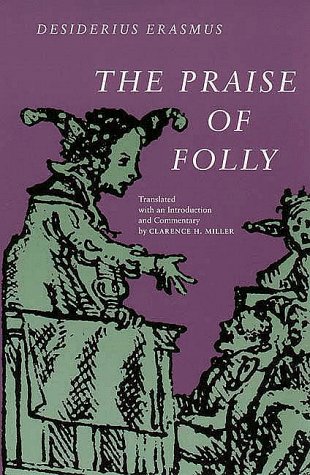 DESIDERIUS ERASMUS
THE PRAISE
OF
FOLLY
Translated
with an Introduction
and Commentary
by CLARENCE H. MILLER